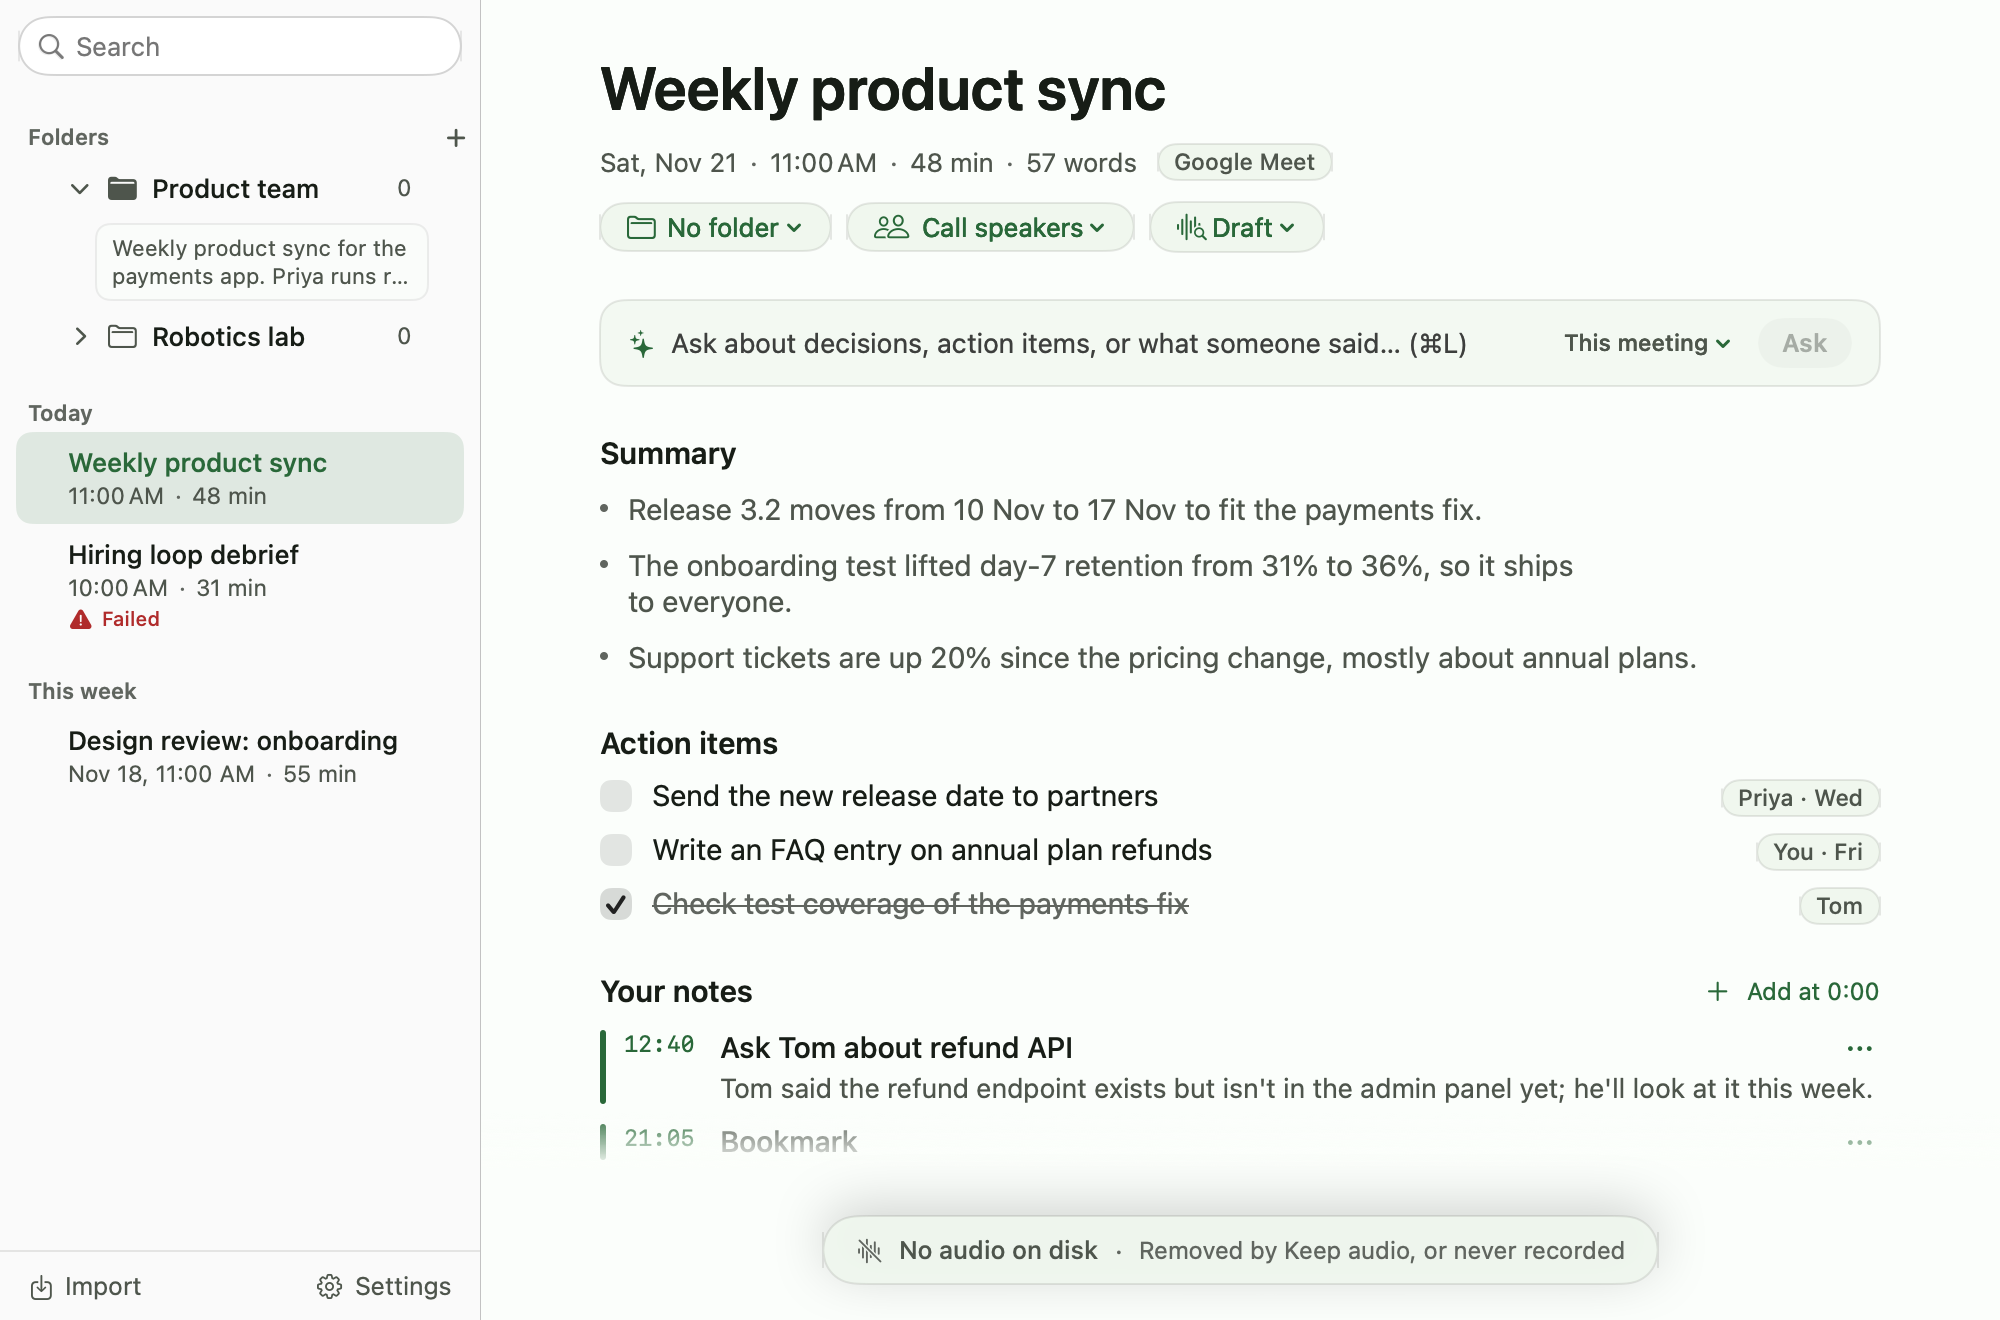 Search
Folders
Product team 0
Weekly product sync for the
payments app. Priya runs r...
Robotics lab 0
Today
Weekly product sync
11:00 AM · 48 min
Hiring loop debrief
10:00 AM · 31 min
Failed
This week
Design review: onboarding
Nov 18, 11:00 AM · 55 min
Import
Settings
Weekly product sync
Sat, Nov 21 · 11:00 AM · 48 min · 57 words Google Meet
No folder Call speakers Draft
Ask about decisions, action items, or what someone said... (⌘L) This meeting Ask
Summary
• Release 3.2 moves from 10 Nov to 17 Nov to fit the payments fix.
• The onboarding test lifted day-7 retention from 31% to 36%, so it ships
to everyone.
• Support tickets are up 20% since the pricing change, mostly about annual plans.
Action items
Send the new release date to partners Priya · Wed
Write an FAQ entry on annual plan refunds You · Fri
Check test coverage of the payments fix Tom
Your notes + Add at 0:00
12:40 Ask Tom about refund API ...
Tom said the refund endpoint exists but isn't in the admin panel yet; he'll look at it this week.
21:05 Bookmark ...
No audio on disk · Removed by Keep audio, or never recorded